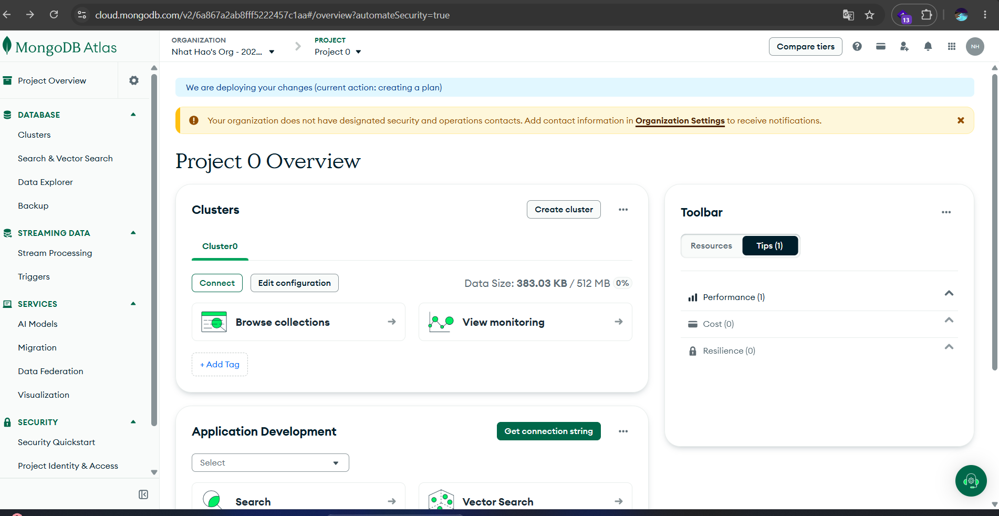 cloud.mongodb.com/v2/6a867a2ab8fff5222457c1aa#/overview?automateSecurity=true
13
MongoDB Atlas
ORGANIZATION
Nhat Hao's Org - 202...
PROJECT
Project 0
Compare tiers
NH
Project Overview
DATABASE
Clusters
Search & Vector Search
Data Explorer
Backup
STREAMING DATA
Stream Processing
Triggers
SERVICES
AI Models
Migration
Data Federation
Visualization
SECURITY
Security Quickstart
Project Identity & Access
We are deploying your changes (current action: creating a plan)
Your organization does not have designated security and operations contacts. Add contact information in Organization Settings to receive notifications.
Project 0 Overview
Clusters
Create cluster
Cluster0
Connect
Edit configuration
Data Size: 383.03 KB / 512 MB 0%
Browse collections
View monitoring
+ Add Tag
Application Development
Get connection string
Select
Search
Vector Search
Toolbar
Resources
Tips (1)
Performance (1)
Cost (0)
Resilience (0)